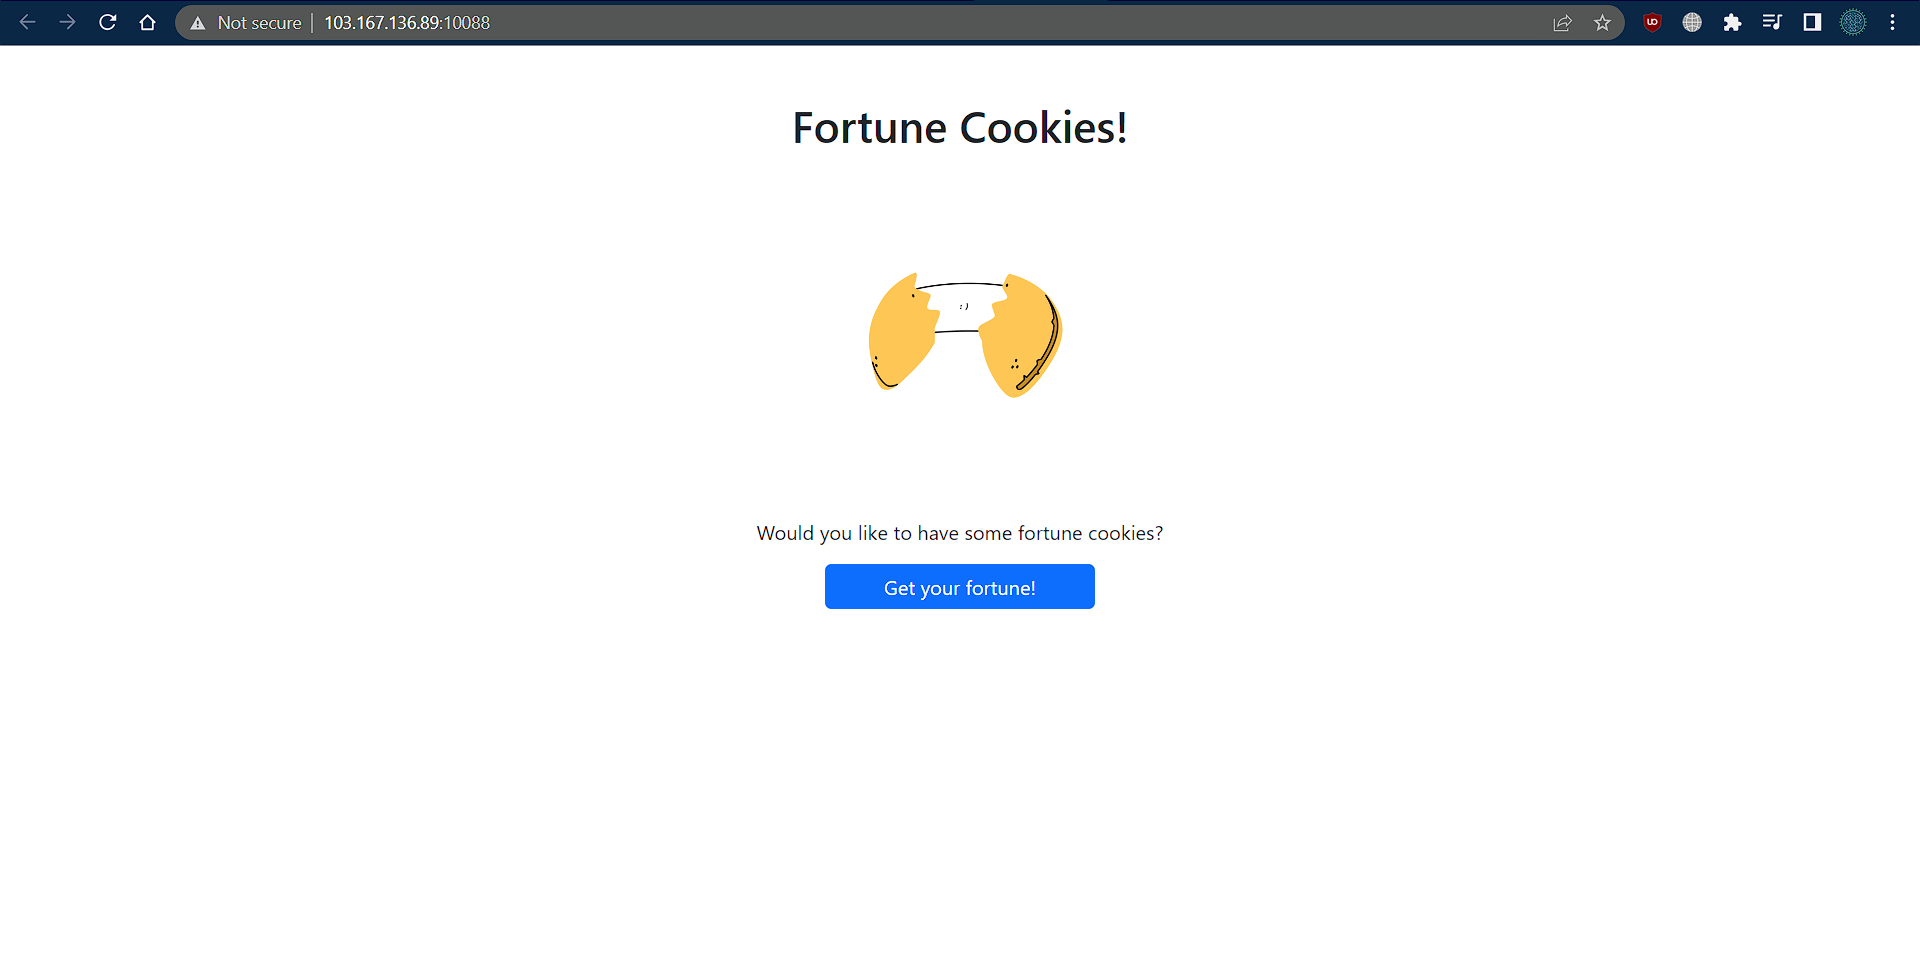 Not secure | 103.167.136.89:10088
UO
Fortune Cookies!
:)
Would you like to have some fortune cookies?
Get your fortune!